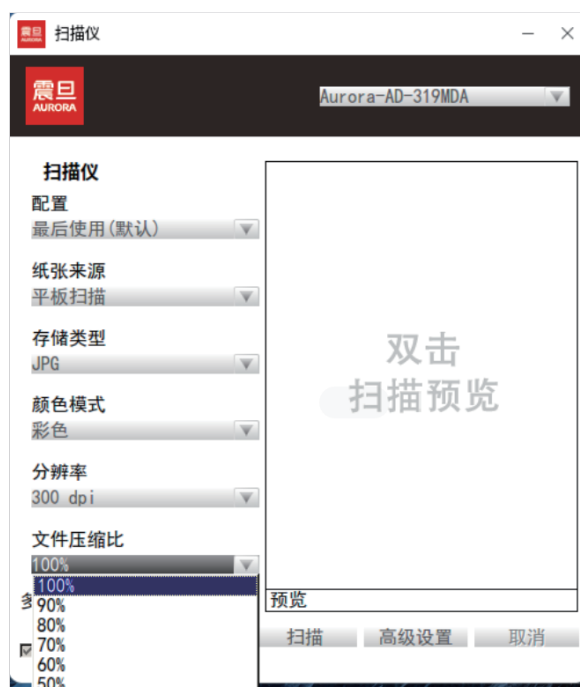 震旦
AURORA
扫描仪
震旦
AURORA
Aurora-AD-319MDA
扫描仪
配置
最后使用(默认)
纸张来源
平板扫描
存储类型
JPG
颜色模式
彩色
分辨率
300 dpi
文件压缩比
100%
100%
90%
80%
70%
60%
50%
双击
扫描预览
预览
扫描
高级设置
取消